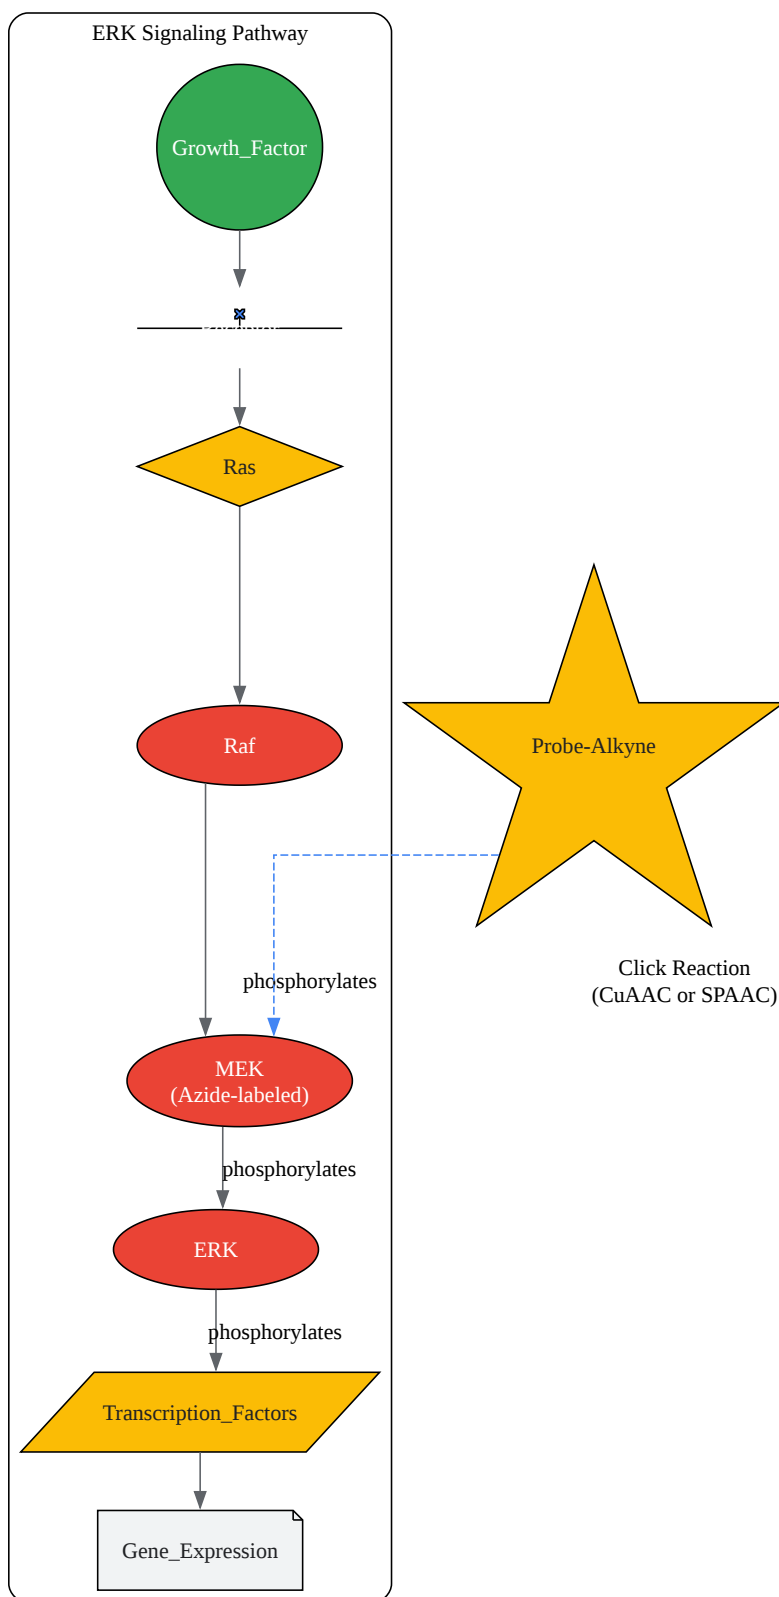 ERK Signaling Pathway
Growth_Factor
Receptor
Ras
Raf
Probe-Alkyne
Click Reaction
(CuAAC or SPAAC)
phosphorylates
MEK
(Azide-labeled)
phosphorylates
ERK
phosphorylates
Transcription_Factors
Gene_Expression